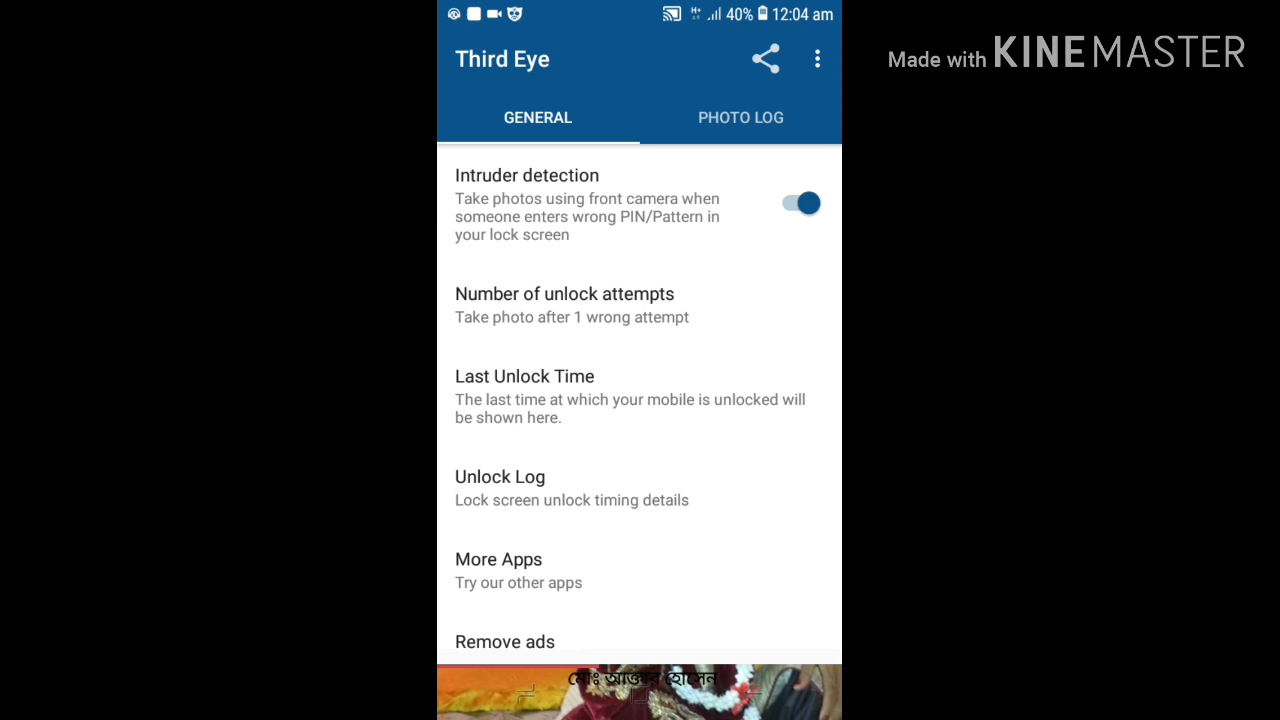 40% 12:04 am
Made with KINEMASTER
Third Eye
GENERAL
PHOTO LOG
Intruder detection
Take photos using front camera when
someone enters wrong PIN/Pattern in
your lock screen
Number of unlock attempts
Take photo after 1 wrong attempt
Last Unlock Time
The last time at which your mobile is unlocked will
be shown here.
Unlock Log
Lock screen unlock timing details
More Apps
Try our other apps
Remove ads
মোঃ আক্তার হোসেন